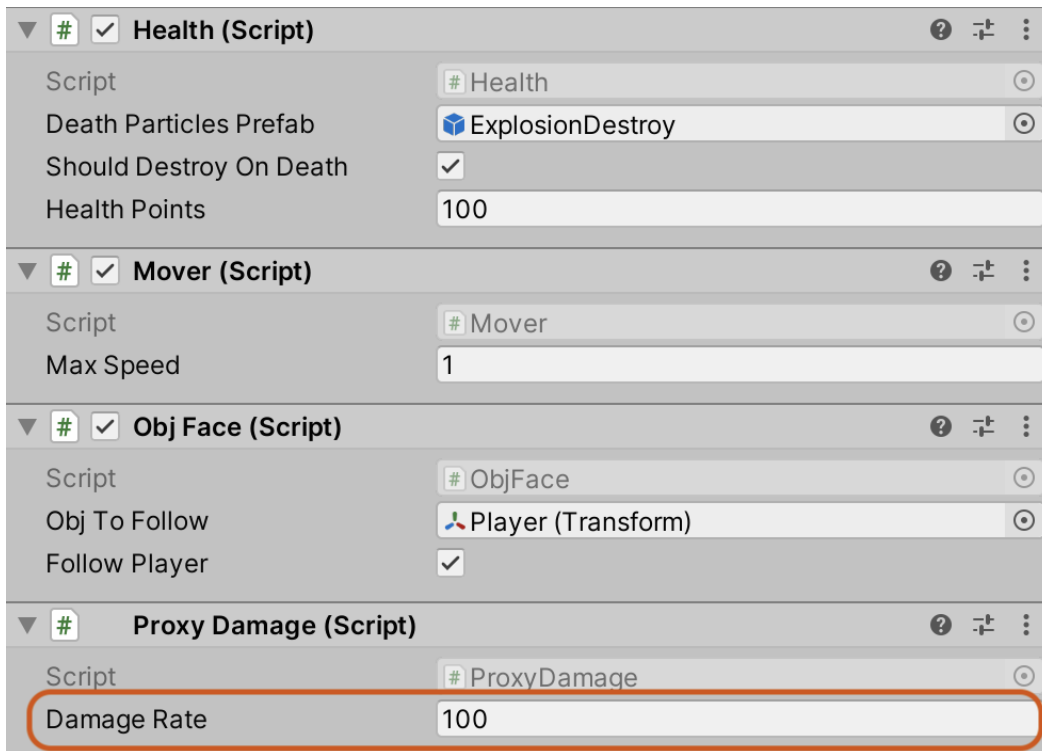 # Health (Script)
Script # Health
Death Particles Prefab ExplosionDestroy
Should Destroy On Death
Health Points 100
# Mover (Script)
Script # Mover
Max Speed 1
# Obj Face (Script)
Script # ObjFace
Obj To Follow Player (Transform)
Follow Player
# Proxy Damage (Script)
Script # ProxyDamage
Damage Rate 100